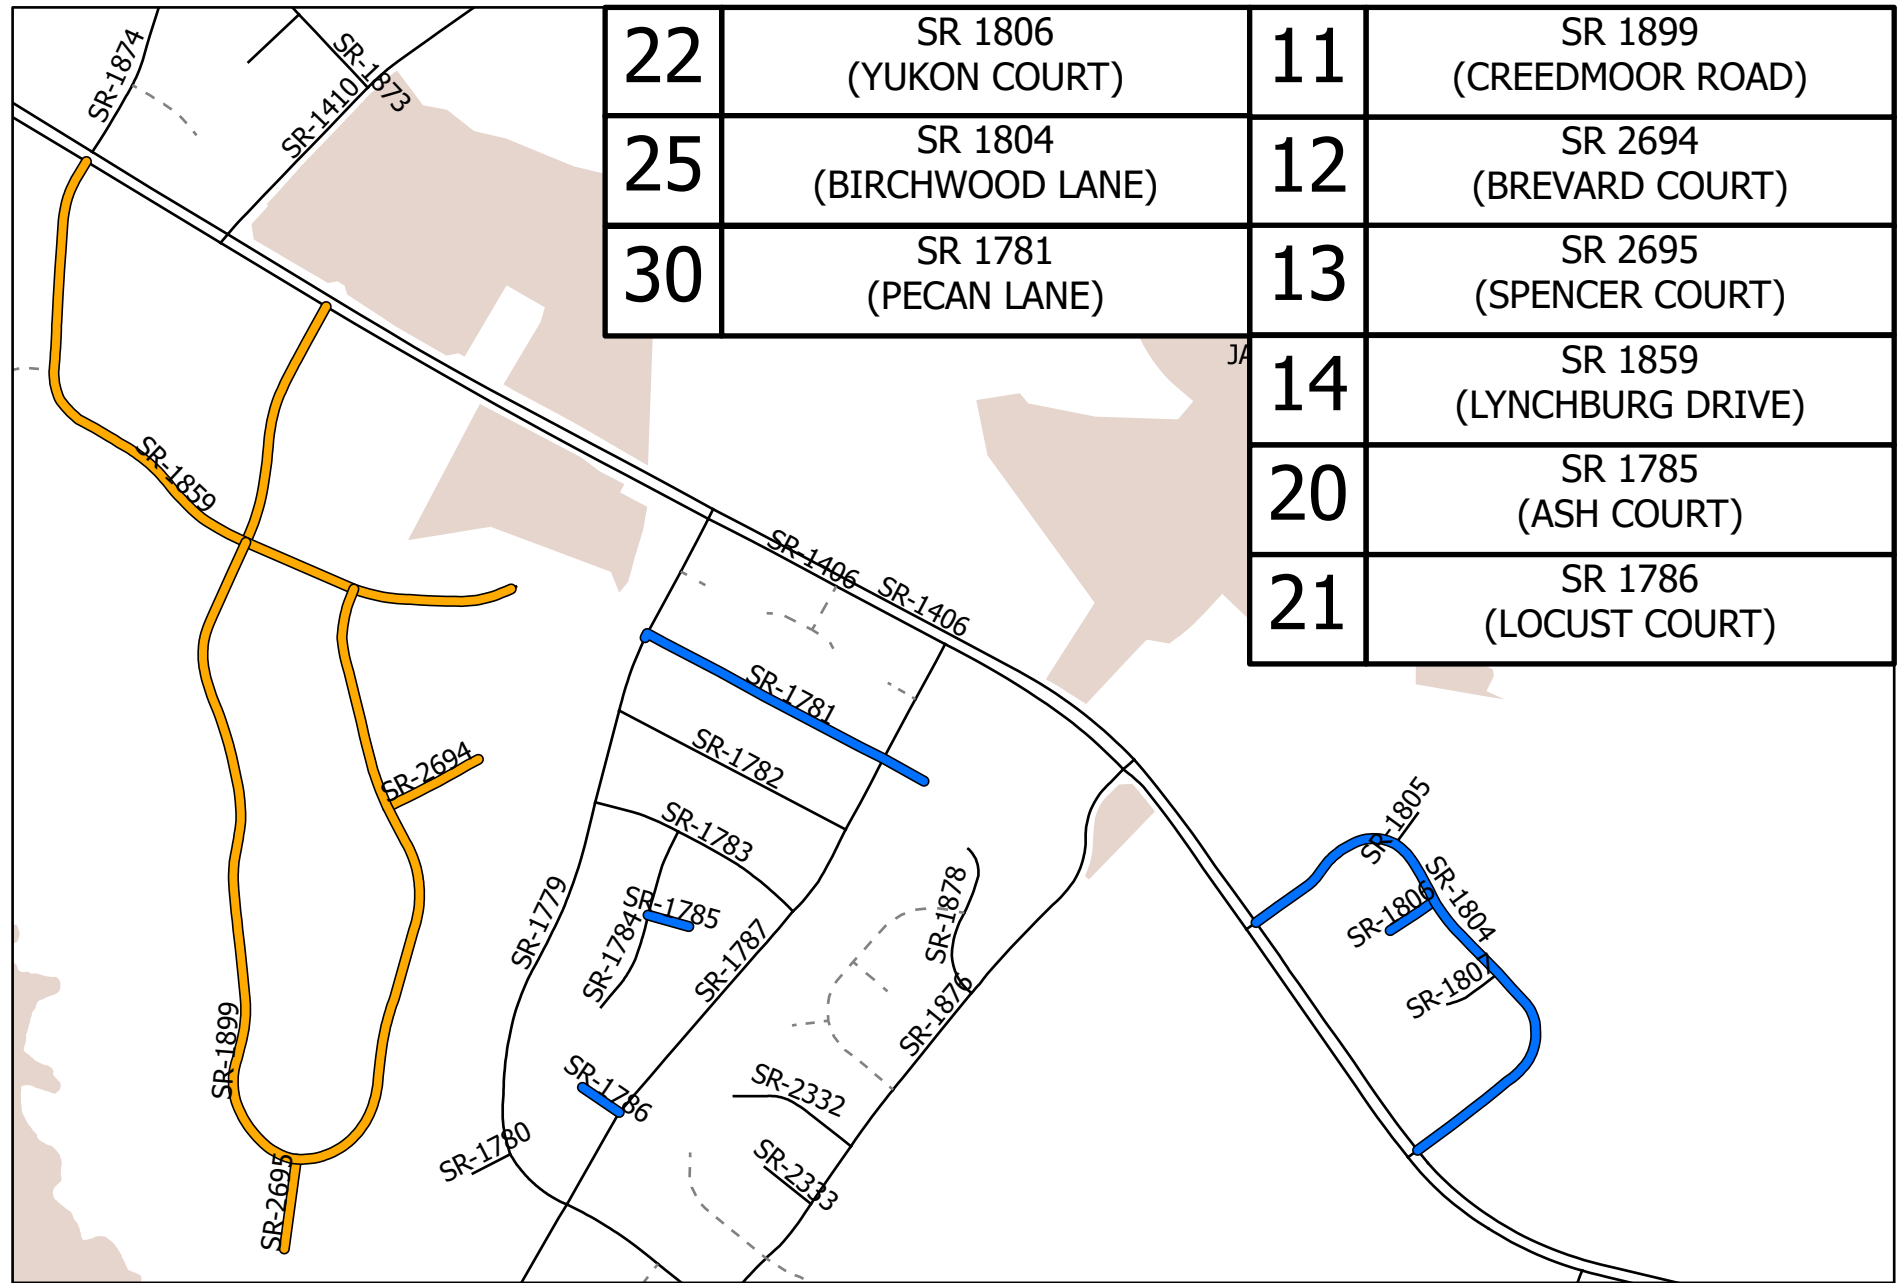 22
SR 1806
(YUKON COURT)
11
SR 1899
(CREEDMOOR ROAD)
25
SR 1804
(BIRCHWOOD LANE)
12
SR 2694
(BREVARD COURT)
30
SR 1781
(PECAN LANE)
13
SR 2695
(SPENCER COURT)
14
SR 1859
(LYNCHBURG DRIVE)
20
SR 1785
(ASH COURT)
21
SR 1786
(LOCUST COURT)
JA
SR-1874
SR-1873
SR-1410
SR-1859
SR-1406
SR-1406
SR-1781
SR-1782
SR-2694
SR-1783
SR-1805
SR-1804
SR-1806
SR-1807
SR-1779
SR-1785
SR-1784
SR-1787
SR-1878
SR-1876
SR-1899
SR-1786
SR-2332
SR-1780
SR-2333
SR-2695